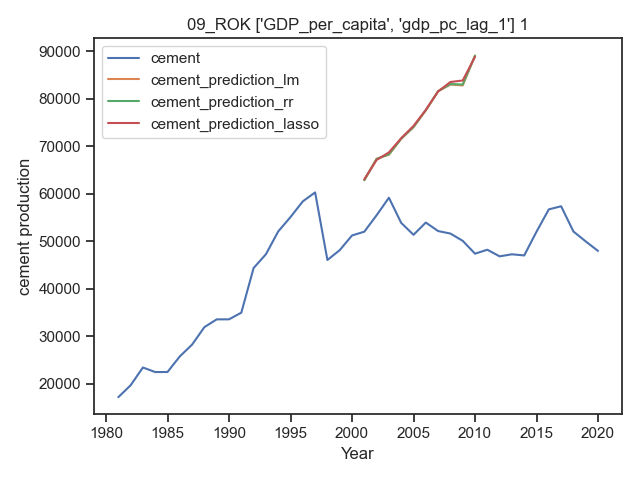 09_ROK ['GDP_per_capita', 'gdp_pc_lag_1'] 1
cement
cement_prediction_lm
cement_prediction_rr
cement_prediction_lasso
cement production
90000
80000
70000
60000
50000
40000
30000
20000
1980 1985 1990 1995 2000 2005 2010 2015 2020
Year